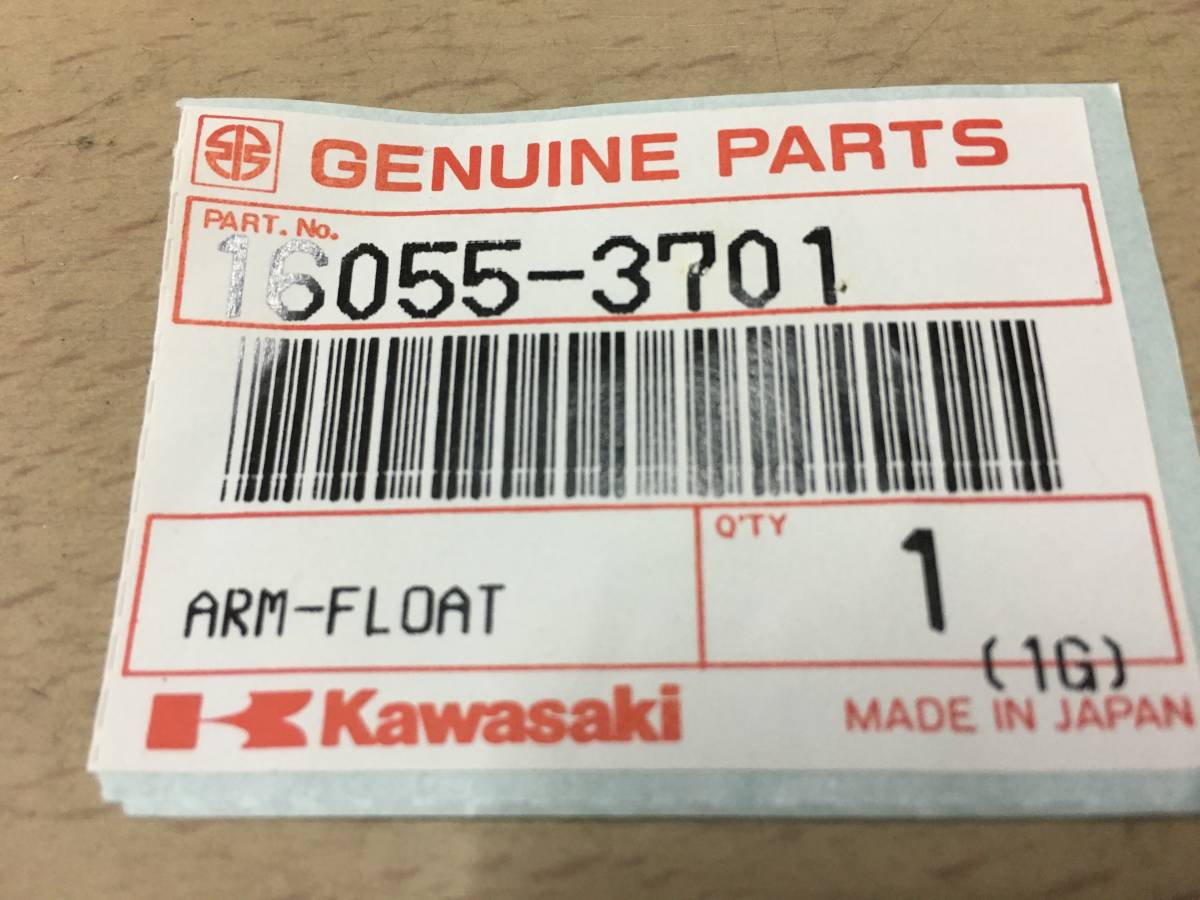 GENUINE PARTS
PART. No.
16055-3701
Q'TY
ARM-FLOAT
1
(1G)
Kawasaki
MADE IN JAPAN